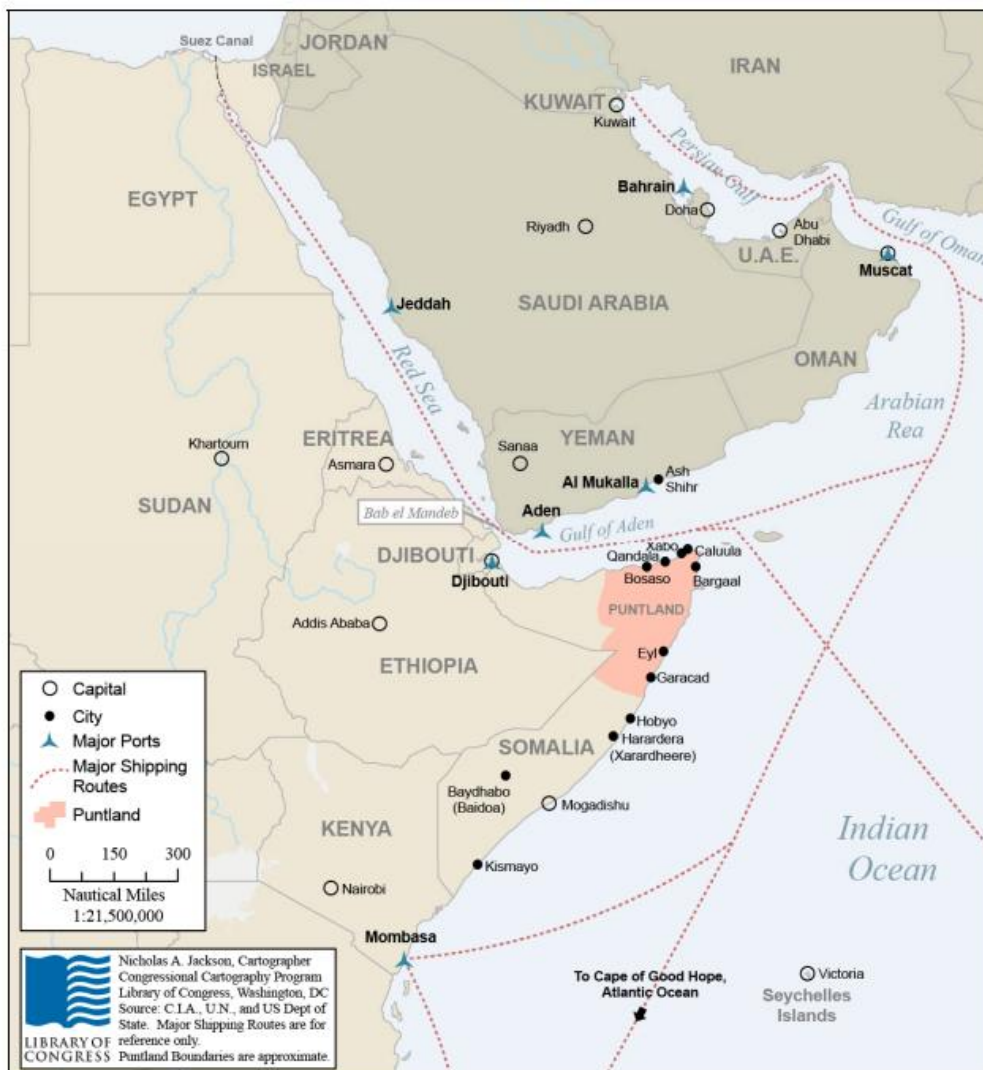 Suez Canal
JORDAN
ISRAEL
IRAN
KUWAIT
Kuwait
Persian Gulf
EGYPT
Bahrain
Doha
Riyadh
Abu
Dhabi
Gulf of Oman
U.A.E.
Muscat
Jeddah
SAUDI ARABIA
Red Sea
OMAN
Arabian
Rea
Khartoum
ERITREA
Asmara
Sanaa
YEMAN
SUDAN
Al Mukalla
Ash
Shihr
Bab el Mandeb
Aden
Gulf of Aden
DJIBOUTI
Djibouti
Xabo
Caluula
Qandala
Bosaso
Bargaal
PUNTLAND
Addis Ababa
ETHIOPIA
Eyl
Garacad
Hobyo
Harardera
(Xarardheere)
SOMALIA
Baydhabo
(Baidoa)
Mogadishu
KENYA
Kismayo
Nairobi
Indian
Ocean
Mombasa
To Cape of Good Hope,
Atlantic Ocean
Victoria
Seychelles
Islands
Capital
City
Major Ports
Major Shipping
Routes
Puntland
0 150 300
Nautical Miles
1:21,500,000
LIBRARY OF
CONGRESS
Nicholas A. Jackson, Cartographer
Congressional Cartography Program
Library of Congress, Washington, DC
Source: C.I.A., U.N., and US Dept of
State. Major Shipping Routes are for
reference only.
Puntland Boundaries are approximate.